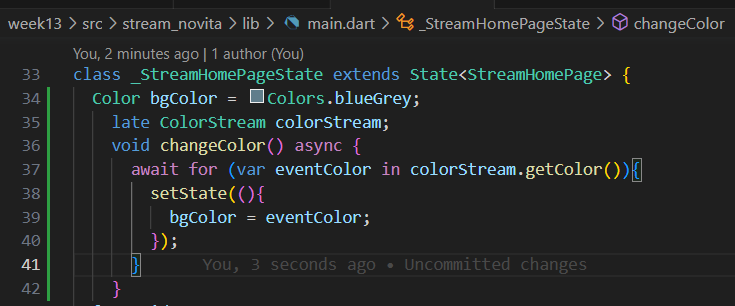 week13 > src > stream_novita > lib > main.dart > _StreamHomePageState > changeColor
You, 2 minutes ago | 1 author (You)
33 class _StreamHomePageState extends State<StreamHomePage> {
34 Color bgColor = Colors.blueGrey;
35 late ColorStream colorStream;
36 void changeColor() async {
37 await for (var eventColor in colorStream.getColor()){
38 setState((){
39 bgColor = eventColor;
40 });
41 } You, 3 seconds ago • Uncommitted changes
42 }